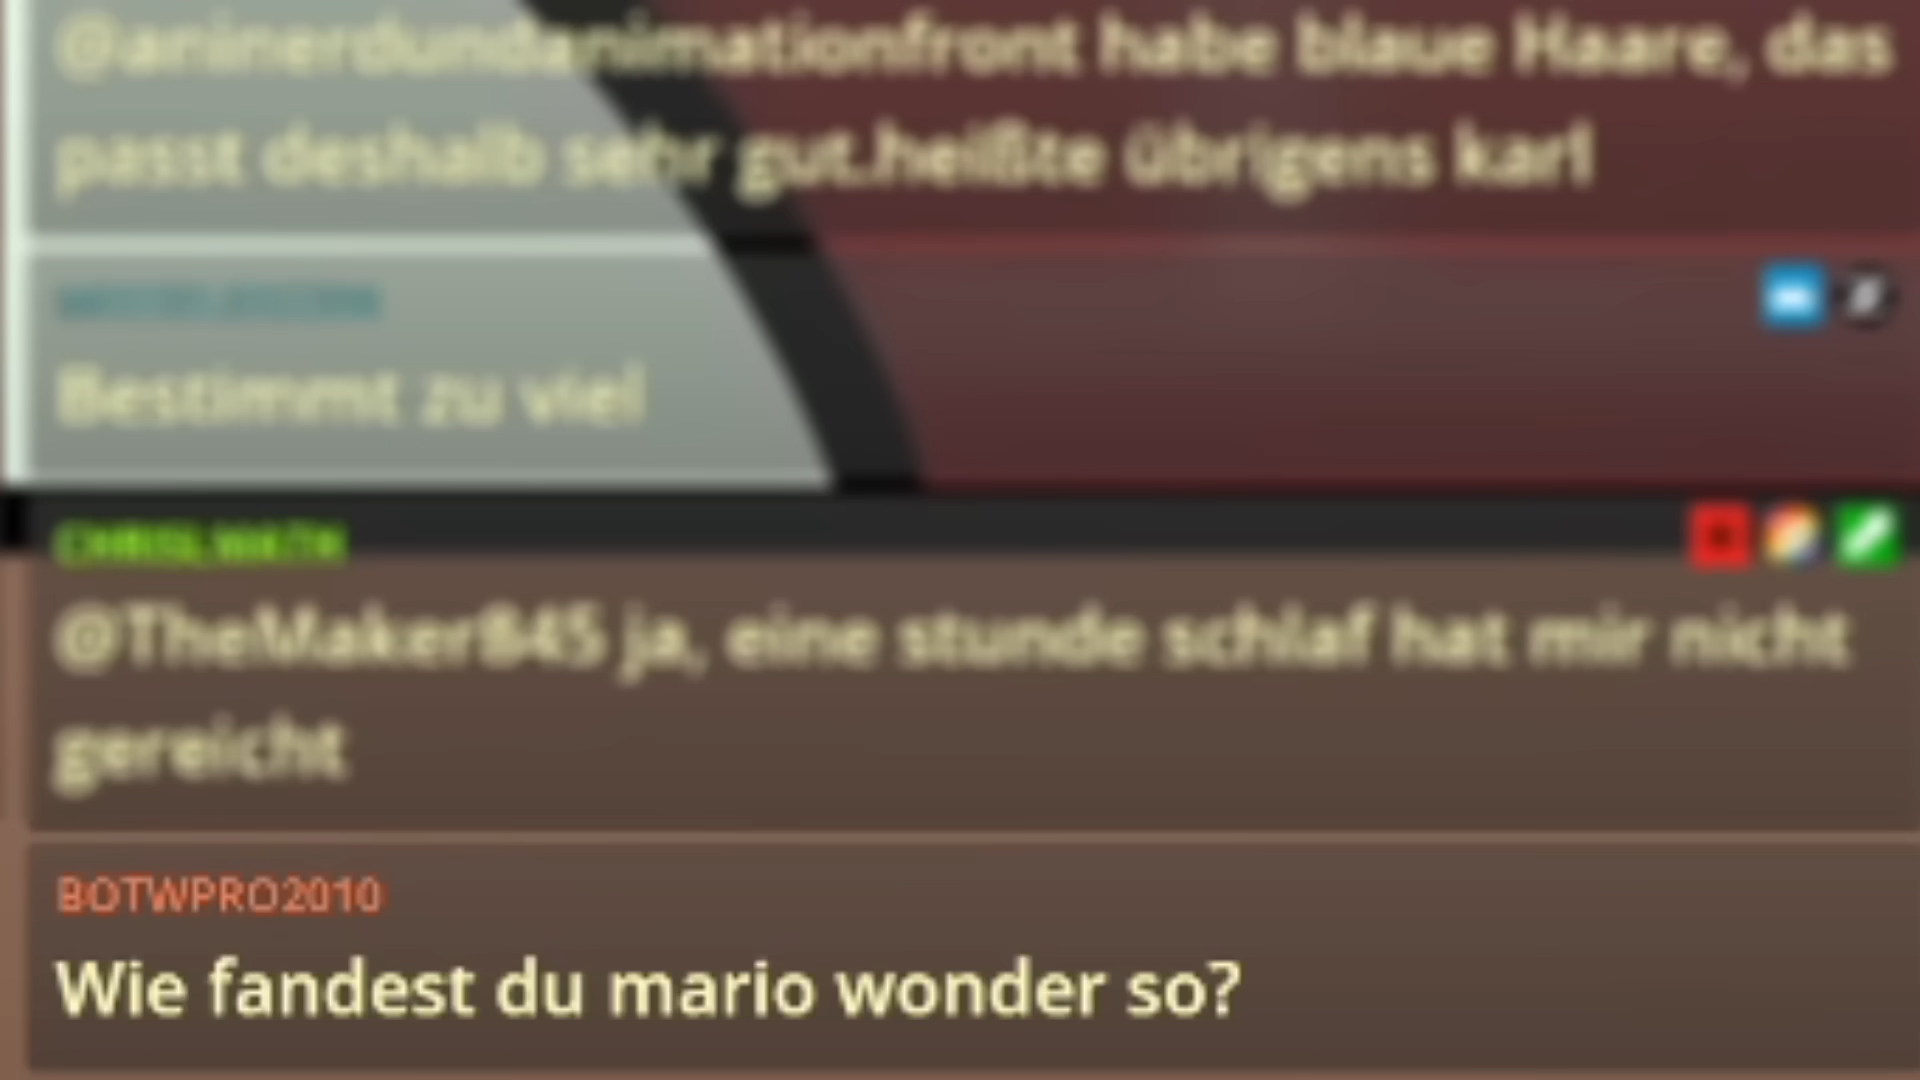 @aninerdundanimationfront habe blaue Haare, das
passt deshalb sehr gut.heißte übrigens karl
Bestimmt zu viel
@TheMaker845 ja, eine stunde schlaf hat mir nicht
gereicht
BOTWPRO2010
Wie fandest du mario wonder so?